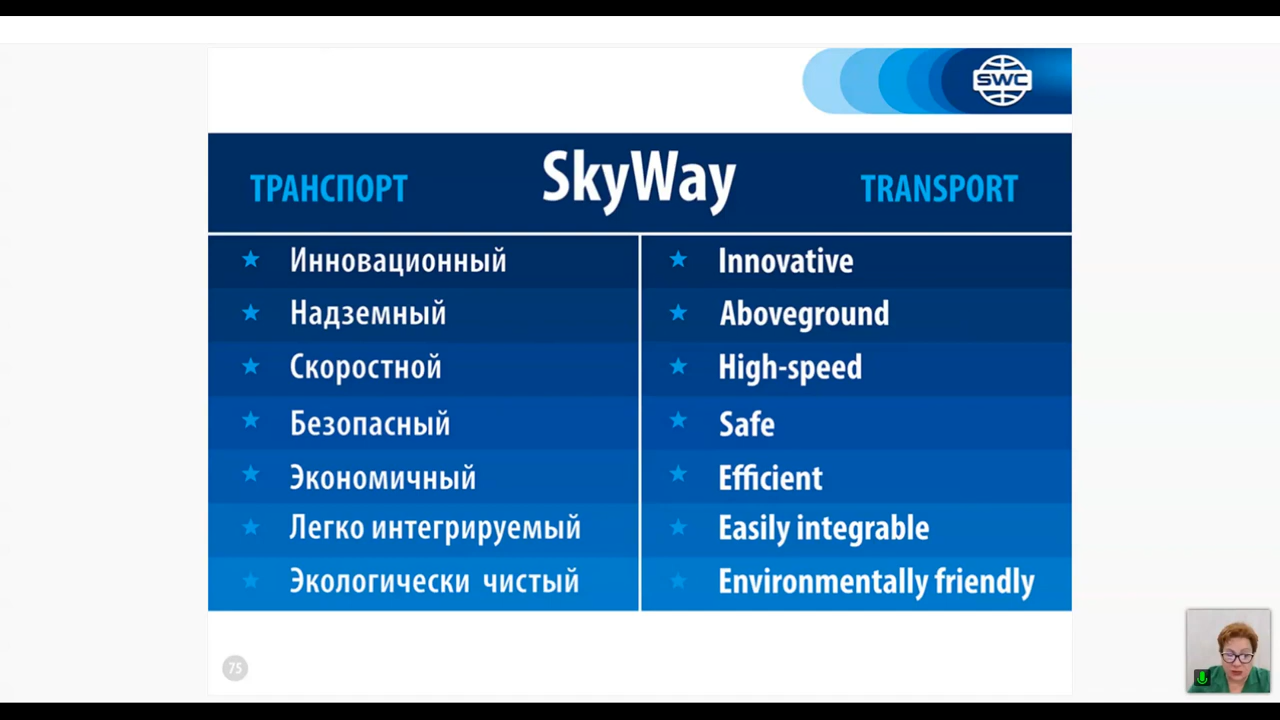 SWC
ТРАНСПОРТ SkyWay TRANSPORT
Инновационный Innovative
Надземный Aboveground
Скоростной High-speed
Безопасный Safe
Экономичный Efficient
Легко интегрируемый Easily integrable
Экологически чистый Environmentally friendly
75